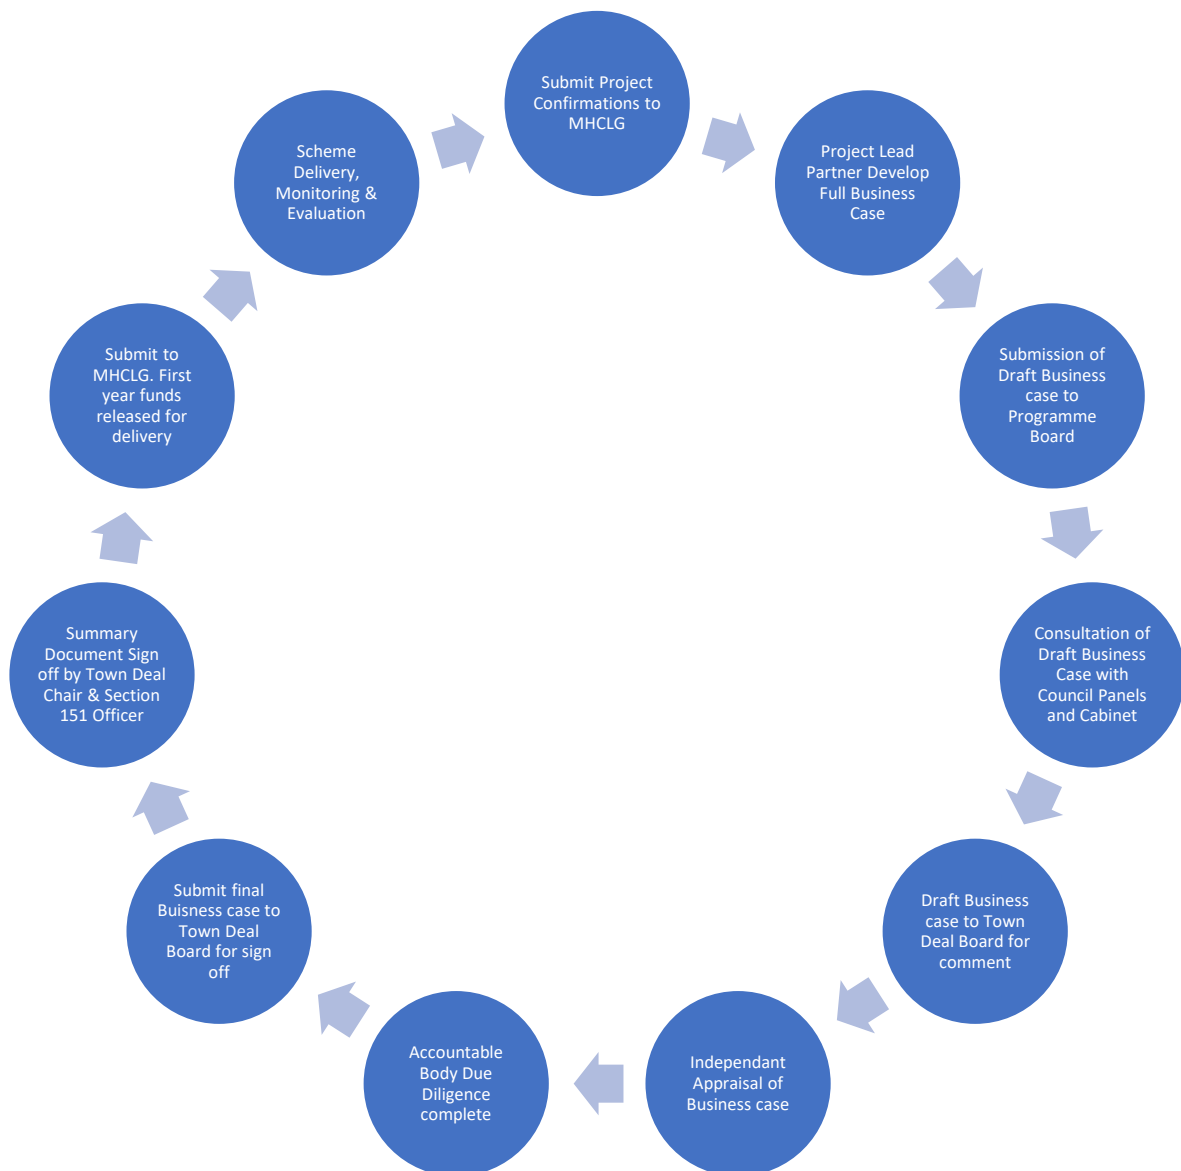 Submit Project
Confirmations to
MHCLG
Project Lead
Partner Develop
Full Business
Case
Submission of
Draft Business
case to
Programme
Board
Consultation of
Draft Business
Case with
Council Panels
and Cabinet
Draft Business
case to Town
Deal Board for
comment
Independant
Appraisal of
Business case
Accountable
Body Due
Diligence
complete
Submit final
Buisness case to
Town Deal
Board for sign
off
Summary
Document Sign
off by Town Deal
Chair & Section
151 Officer
Submit to
MHCLG. First
year funds
released for
delivery
Scheme
Delivery,
Monitoring &
Evaluation